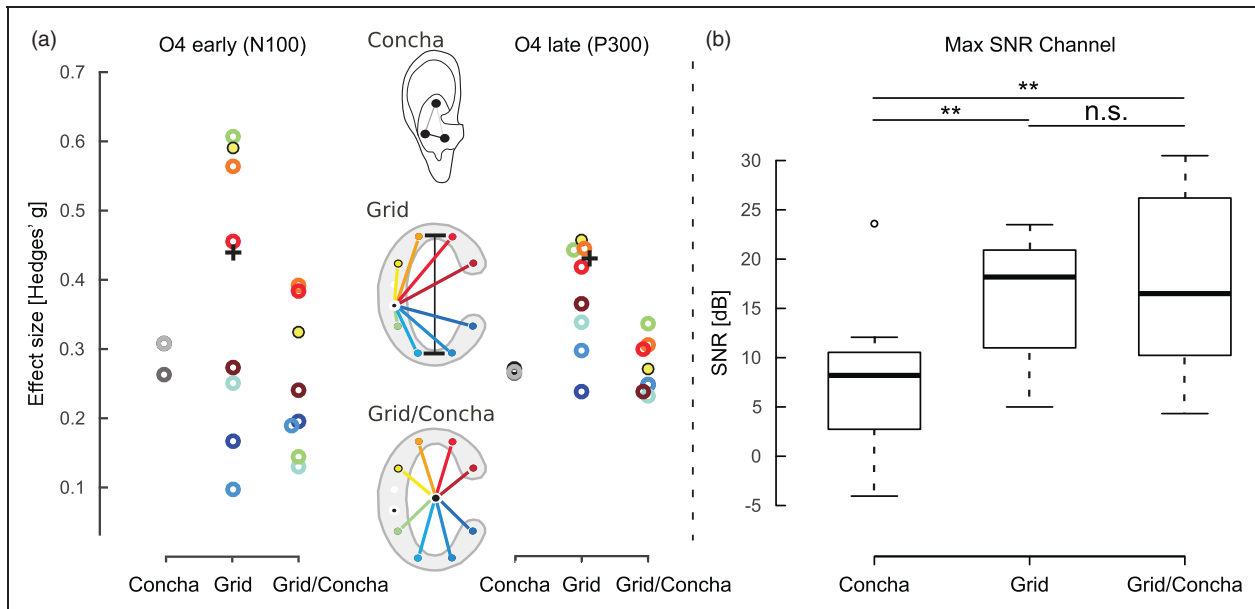 (a)
O4 early (N100)
Concha
O4 late (P300)
(b)
Max SNR Channel
Effect size [Hedges' g]
0.7
0.6
0.5
0.4
0.3
0.2
0.1
Grid
Grid/Concha
Concha
Grid
Grid/Concha
Concha
Grid
Grid/Concha
**
**
n.s.
SNR [dB]
30
25
20
15
10
5
0
-5
Concha
Grid
Grid/Concha